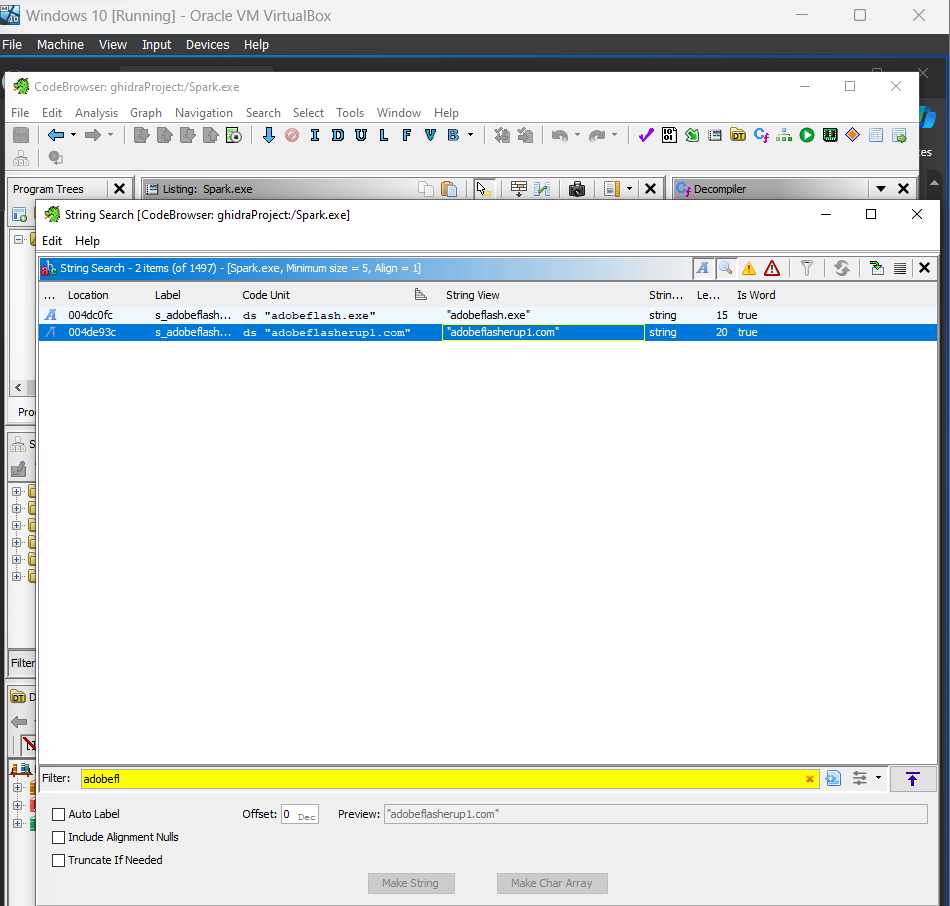 Windows 10 [Running] - Oracle VM VirtualBox
File Machine View Input Devices Help
CodeBrowser: ghidraProject:/Spark.exe
File Edit Analysis Graph Navigation Search Select Tools Window Help
I D U L F V B
Program Trees
Listing: Spark.exe
Decompiler
String Search [CodeBrowser: ghidraProject:/Spark.exe]
Edit Help
String Search - 2 items (of 1497) - [Spark.exe, Minimum size = 5, Align = 1]
... Location Label Code Unit String View Strin... Le... Is Word
A 004dc0fc s_adobeflash... ds "adobeflash.exe" "adobeflash.exe" string 15 true
A 004de93c s_adobeflash... ds "adobeflasherup1.com" "adobeflasherup1.com" string 20 true
Filter: adobefl
Auto Label
Offset: 0 Dec
Preview: "adobeflasherup1.com"
Include Alignment Nulls
Truncate If Needed
Make String
Make Char Array
Filter